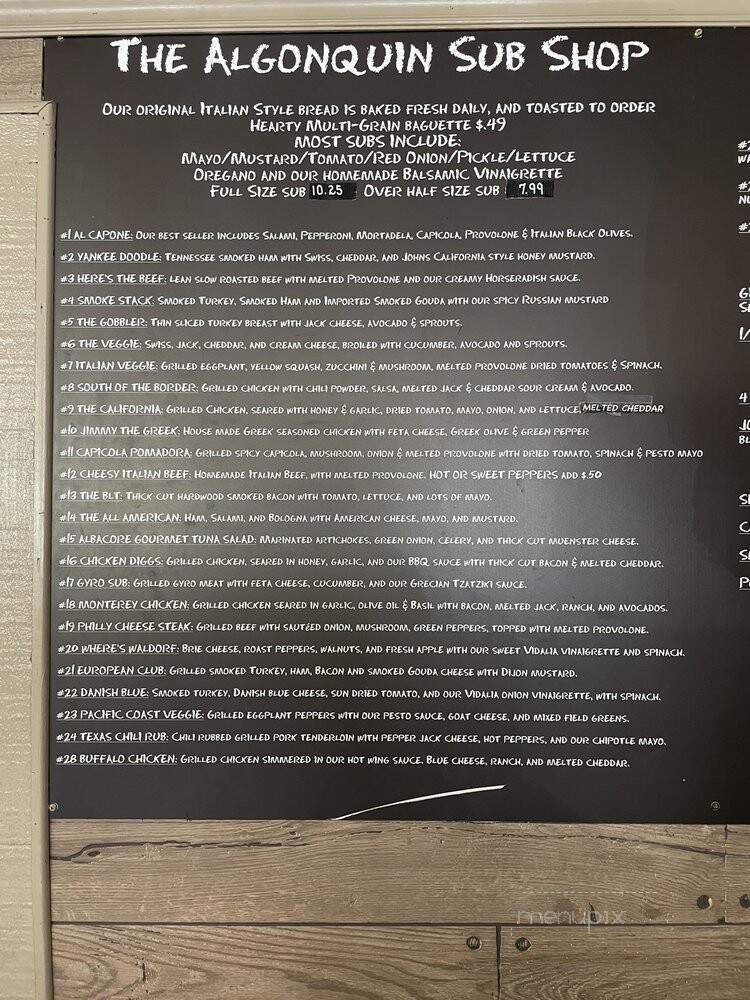 The Algonquin Sub Shop
Our original Italian Style bread is baked fresh daily, and toasted to order
Hearty Multi-Grain baguette $.49
MOST SUBS INCLUDE:
Mayo/Mustard/Tomato/Red Onion/Pickle/Lettuce
Oregano and our homemade Balsamic Vinaigrette
Full Size sub 10.25 Over half size sub 7.99
#1 AL CAPONE: Our best seller includes Salami, Pepperoni, Mortadela, Capicola, Provolone & Italian Black Olives.
#2 YANKEE DOODLE: Tennessee smoked ham with Swiss, cheddar, and Johns California style honey mustard.
#3 HERE'S THE BEEF: lean slow roasted beef with melted Provolone and our creamy Horseradish sauce.
#4 SMOKE STACK: Smoked Turkey, Smoked Ham and Imported Smoked Gouda with our spicy Russian mustard
#5 THE GOBBLER: Thin sliced turkey breast with jack cheese, avocado & sprouts.
#6 THE VEGGIE: Swiss, jack, cheddar, and cream cheese, broiled with cucumber, avocado and sprouts.
#7 ITALIAN VEGGIE: Grilled eggplant, yellow squash, zucchini & mushroom, melted provolone dried tomatoes & Spinach.
#8 SOUTH OF THE BORDER: Grilled chicken with chili powder, salsa, melted jack & cheddar sour cream & avocado.
#9 THE CALIFORNIA: Grilled Chicken, seared with honey & garlic, dried tomato, mayo, onion, and lettuce MELTED CHEDDAR
#10 JIMMY THE GREEK: House made Greek seasoned chicken with feta cheese, Greek olive & green pepper
#11 CAPICOLA POMADORA: Grilled spicy capicola, mushroom, onion & melted provolone with dried tomato, spinach & pesto mayo
#12 CHEESY ITALIAN BEEF: Homemade Italian Beef, with melted provolone. HOT OR SWEET PEPPERS ADD $.50
#13 THE BLT: Thick cut hardwood smoked bacon with tomato, lettuce, and lots of mayo.
#14 THE ALL AMERICAN: Ham, Salami, and Bologna with American cheese, mayo, and mustard.
#15 ALBACORE GOURMET TUNA SALAD: Marinated artichokes, green onion, celery, and thick cut muenster cheese.
#16 CHICKEN DIGGS: Grilled chicken, seared in honey, garlic, and our BBQ sauce with thick cut bacon & melted cheddar.
#17 GYRO SUB: Grilled gyro meat with feta cheese, cucumber, and our Grecian Tzatziki sauce.
#18 MONTEREY CHICKEN: Grilled chicken seared in garlic, olive oil & Basil with bacon, melted jack, ranch, and avocados.
#19 PHILLY CHEESE STEAK: Grilled beef with sautéed onion, mushroom, green peppers, topped with melted provolone.
#20 WHERE'S WALDORF: Brie cheese, roast peppers, walnuts, and fresh apple with our sweet Vidalia vinaigrette and spinach.
#21 EUROPEAN CLUB: Grilled smoked Turkey, ham, Bacon and smoked Gouda cheese with Dijon mustard.
#22 DANISH BLUE: Smoked turkey, Danish blue cheese, sun dried tomato, and our Vidalia onion vinaigrette, with spinach.
#23 PACIFIC COAST VEGGIE: Grilled eggplant peppers with our pesto sauce, goat cheese, and mixed field greens.
#24 TEXAS CHILI RUB: Chili rubbed grilled pork tenderloin with pepper jack cheese, hot peppers, and our chipotle mayo.
#28 BUFFALO CHICKEN: Grilled chicken simmered in our hot wing sauce. Blue cheese, ranch, and melted cheddar.
menupix